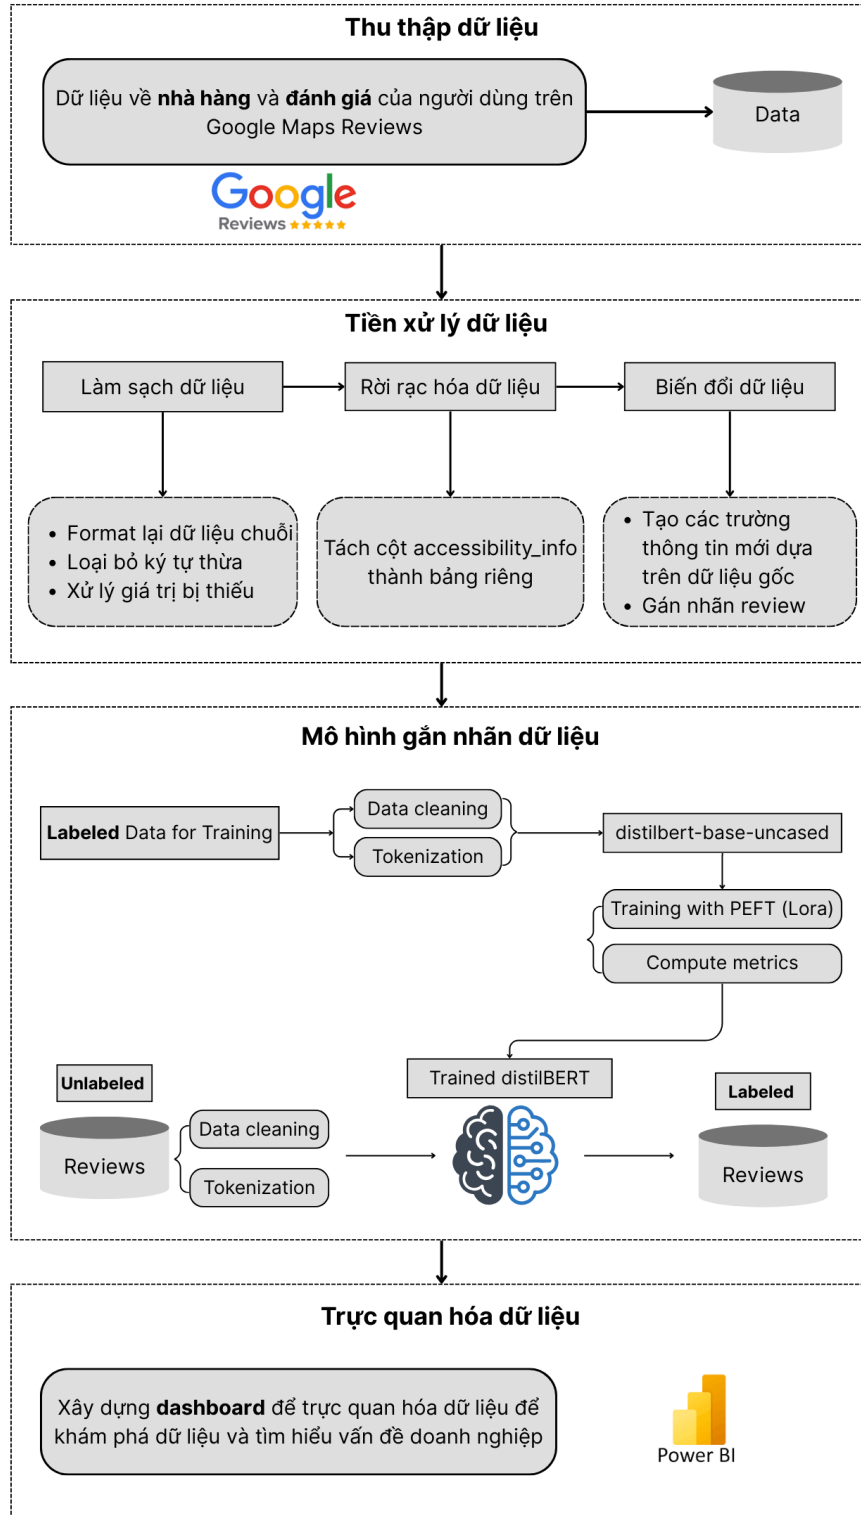 Thu thập dữ liệu
Dữ liệu về nhà hàng và đánh giá của người dùng trên
Google Maps Reviews
Data
Google
Reviews
Tiền xử lý dữ liệu
Làm sạch dữ liệu
Rời rạc hóa dữ liệu
Biến đổi dữ liệu
• Format lại dữ liệu chuỗi
• Loại bỏ ký tự thừa
• Xử lý giá trị bị thiếu
Tách cột accessibility_info
thành bảng riêng
• Tạo các trường
thông tin mới dựa
trên dữ liệu gốc
• Gán nhãn review
Mô hình gắn nhãn dữ liệu
Labeled Data for Training
Data cleaning
Tokenization
distilbert-base-uncased
Training with PEFT (Lora)
Compute metrics
Trained distilBERT
Unlabeled
Reviews
Data cleaning
Tokenization
Labeled
Reviews
Trực quan hóa dữ liệu
Xây dựng dashboard để trực quan hóa dữ liệu để
khám phá dữ liệu và tìm hiểu vấn đề doanh nghiệp
Power BI